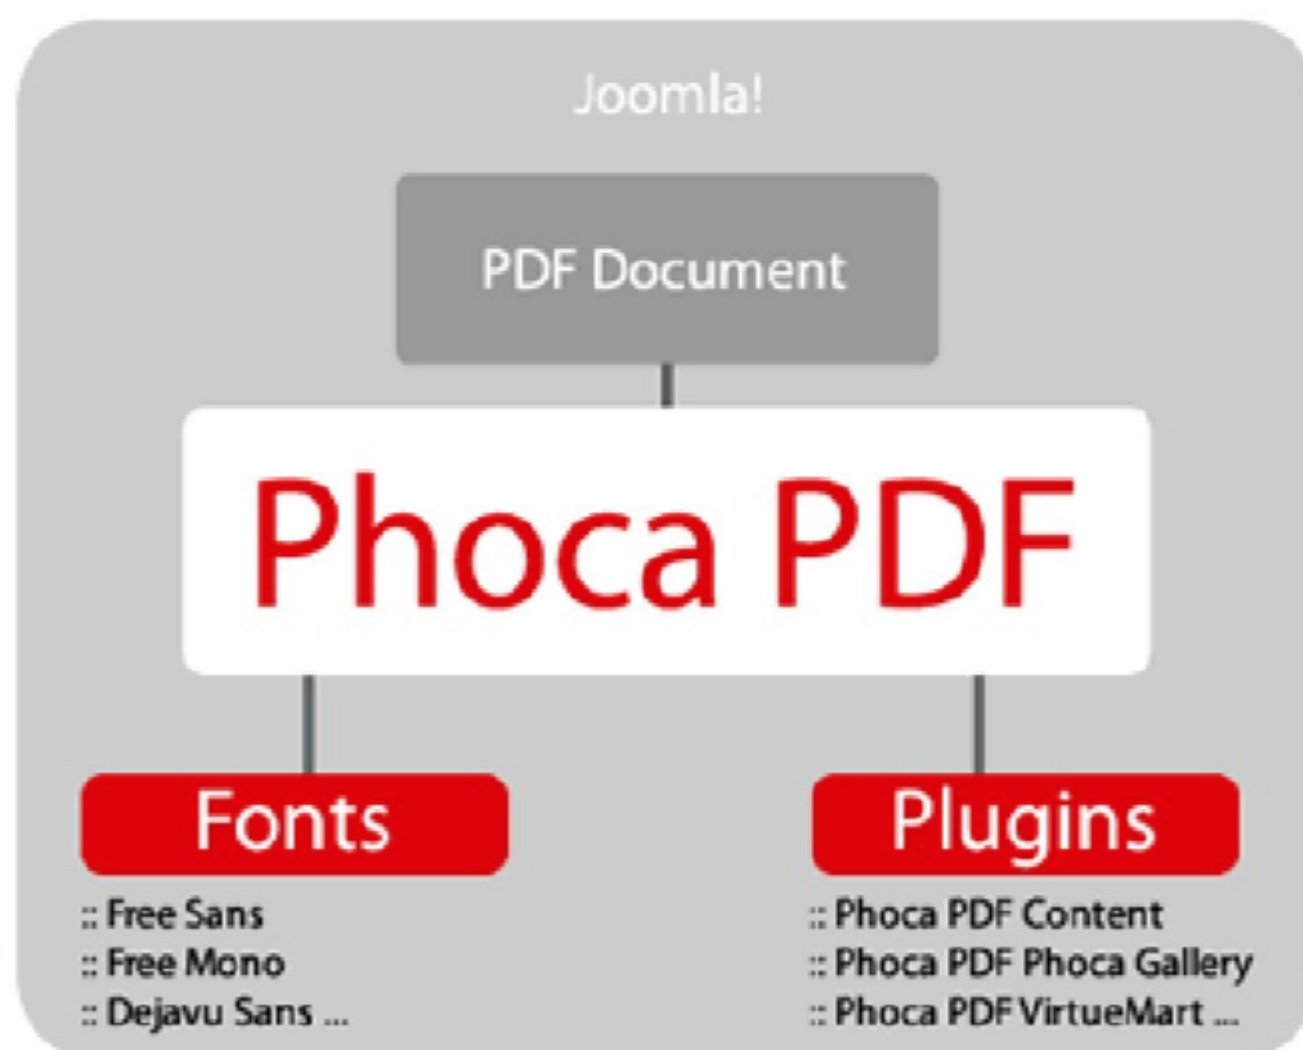 Joomla!
PDF Document
Phoca PDF
Fonts
:: Free Sans
:: Free Mono
:: Dejavu Sans ...
Plugins
:: Phoca PDF Content
:: Phoca PDF Phoca Gallery
:: Phoca PDF VirtueMart ...